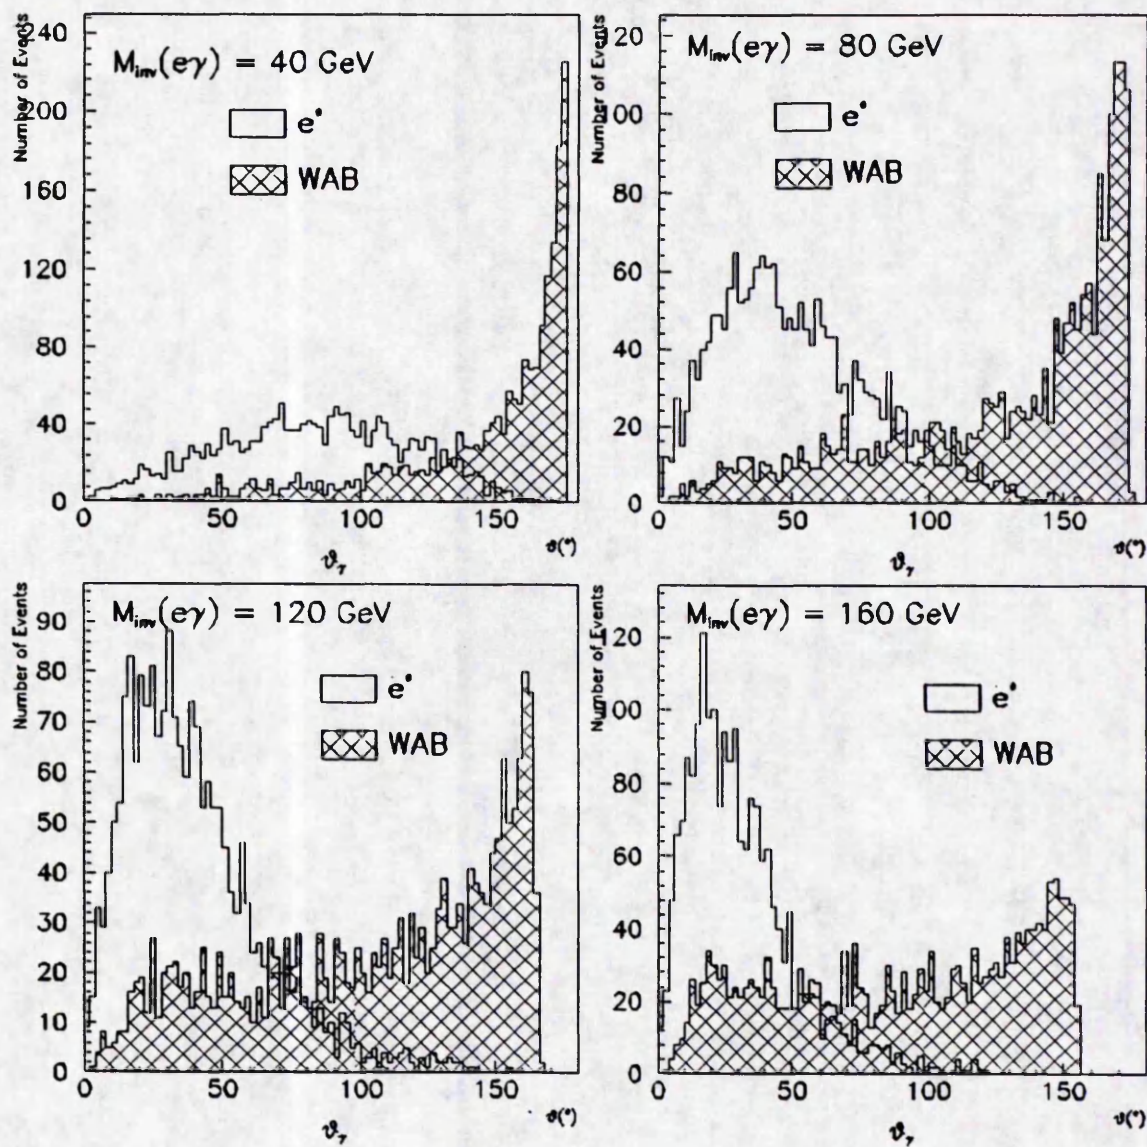 Number of Events
M_inv(eγ) = 40 GeV
e*
WAB
240
200
160
120
80
40
0
0 50 100 150
ϑ(°)
ϑ_γ
Number of Events
M_inv(eγ) = 80 GeV
e*
WAB
120
100
80
60
40
20
0
0 50 100 150
ϑ(°)
ϑ_γ
Number of Events
M_inv(eγ) = 120 GeV
e*
WAB
90
80
70
60
50
40
30
20
10
0
0 50 100 150
ϑ(°)
ϑ_γ
Number of Events
M_inv(eγ) = 160 GeV
e*
WAB
120
100
80
60
40
20
0
0 50 100 150
ϑ(°)
ϑ_γ